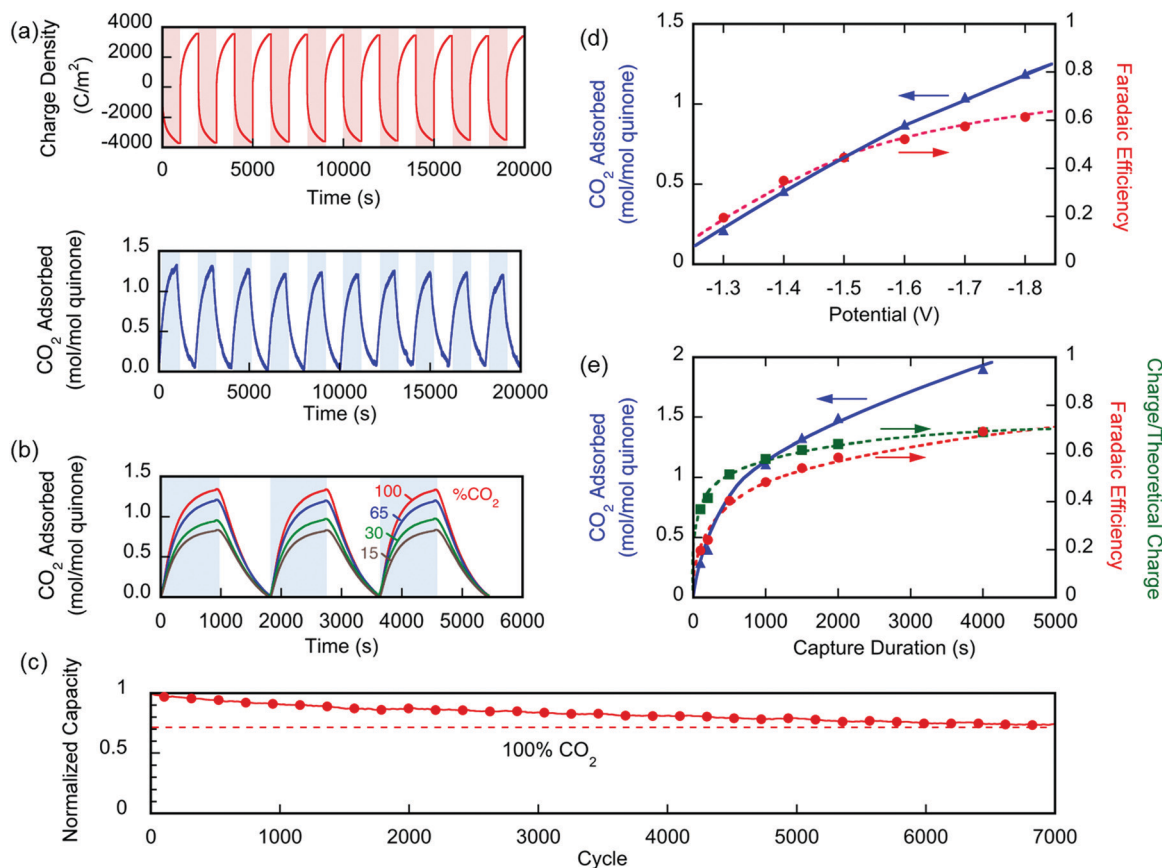 (a)
Charge Density
(C/m²)
4000
2000
0
-2000
-4000
0 5000 10000 15000 20000
Time (s)
CO₂ Adsorbed
(mol/mol quinone)
1.5
1.0
0.5
0.0
0 5000 10000 15000 20000
Time (s)
(b)
CO₂ Adsorbed
(mol/mol quinone)
1.5
1.0
0.5
0.0
100
65
30
15
%CO₂
0 1000 2000 3000 4000 5000 6000
Time (s)
(d)
CO₂ Adsorbed
(mol/mol quinone)
1.5
1
1.5
0
Faradaic Efficiency
1
0.8
0.6
0.4
0.2
0
-1.3 -1.4 -1.5 -1.6 -1.7 -1.8
Potential (V)
(e)
CO₂ Adsorbed
(mol/mol quinone)
2
1.5
1
0.5
0
1
0.8
0.6
0.4
0.2
0
Faradaic Efficiency
Charge/Theoretical Charge
0 1000 2000 3000 4000 5000
Capture Duration (s)
(c)
Normalized Capacity
1
0.5
0
100% CO₂
0 1000 2000 3000 4000 5000 6000 7000
Cycle